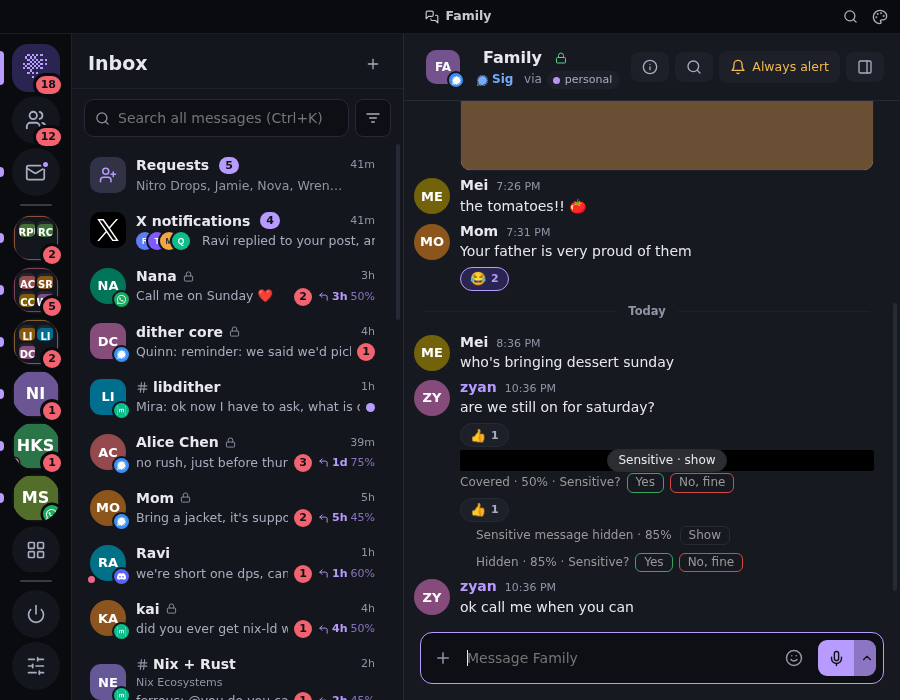 Family
18
12
RP RC
2
AC SR
CC
5
LI LI
DC
2
NI
1
HKS
1
MS
Inbox
Search all messages (Ctrl+K)
Requests 5 41m
Nitro Drops, Jamie, Nova, Wren…
X notifications 4 41m
Q Ravi replied to your post, ar
NA Nana 3h
Call me on Sunday ❤️ 2 3h 50%
DC dither core 4h
Quinn: reminder: we said we'd picl 1
LI # libdither 1h
m Mira: ok now I have to ask, what is c
AC Alice Chen 39m
no rush, just before thur 3 1d 75%
MO Mom 5h
Bring a jacket, it's suppo 2 5h 45%
RA Ravi 1h
we're short one dps, can 1 1h 60%
KA kai 4h
m did you ever get nix-ld w 1 4h 50%
# Nix + Rust 2h
NE Nix Ecosystems
m ferrous: @you do you ca 1 2h 45%
FA Family
Sig via personal
Always alert
ME Mei 7:26 PM
the tomatoes!! 🍅
MO Mom 7:31 PM
Your father is very proud of them
😂 2
Today
ME Mei 8:36 PM
who's bringing dessert sunday
ZY zyan 10:36 PM
are we still on for saturday?
👍 1
Sensitive · show
Covered · 50% · Sensitive? Yes No, fine
👍 1
Sensitive message hidden · 85% Show
Hidden · 85% · Sensitive? Yes No, fine
ZY zyan 10:36 PM
ok call me when you can
Message Family